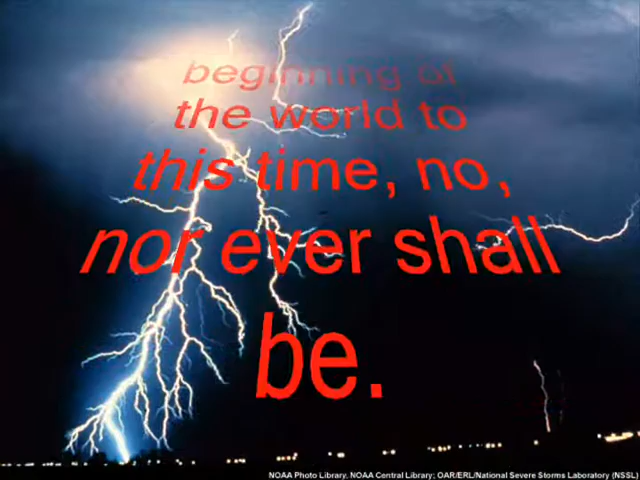 beginning of
the world to
this time, no,
nor ever shall
be.
NOAA Photo Library, NOAA Central Library; OAR/ERL/National Severe Storms Laboratory (NSSL)